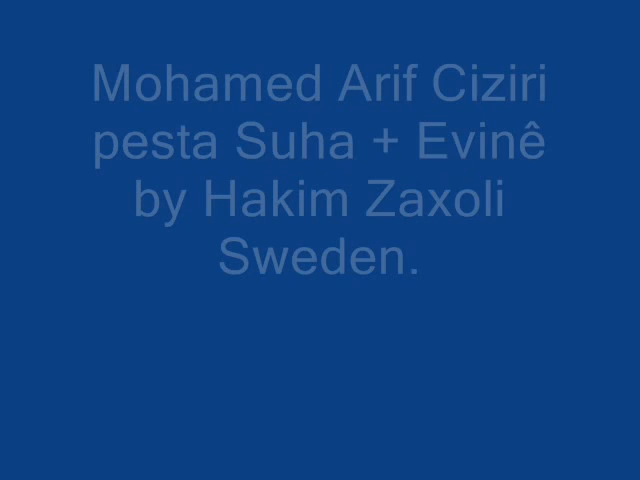 Mohamed Arif Ciziri
pesta Suha + Evinê
by Hakim Zaxoli
Sweden.